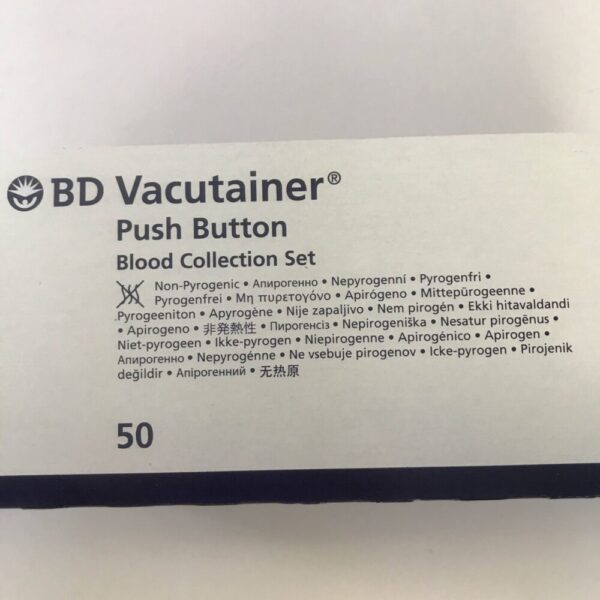 BD Vacutainer®
Push Button
Blood Collection Set
Non-Pyrogenic • Апирогенно • Nepyrogenní • Pyrogenfri •
Pyrogenfrei • Μη πυρετογόνο • Apirógeno • Mittepürogeenne •
Pyrogeeniton • Apyrogène • Nije zapaljivo • Nem pirogén • Ekki hitavaldandi
• Apirogeno • 非発熱性 • Пирогенсіз • Nepirogeniška • Nesatur pirogēnus •
Niet-pyrogeen • Ikke-pyrogen • Niepirogenne • Apirogénico • Apirogen •
Апирогенно • Nepyrogénne • Ne vsebuje pirogenov • Icke-pyrogen • Pirojenik
değildir • Апірогенний • 无热原
50